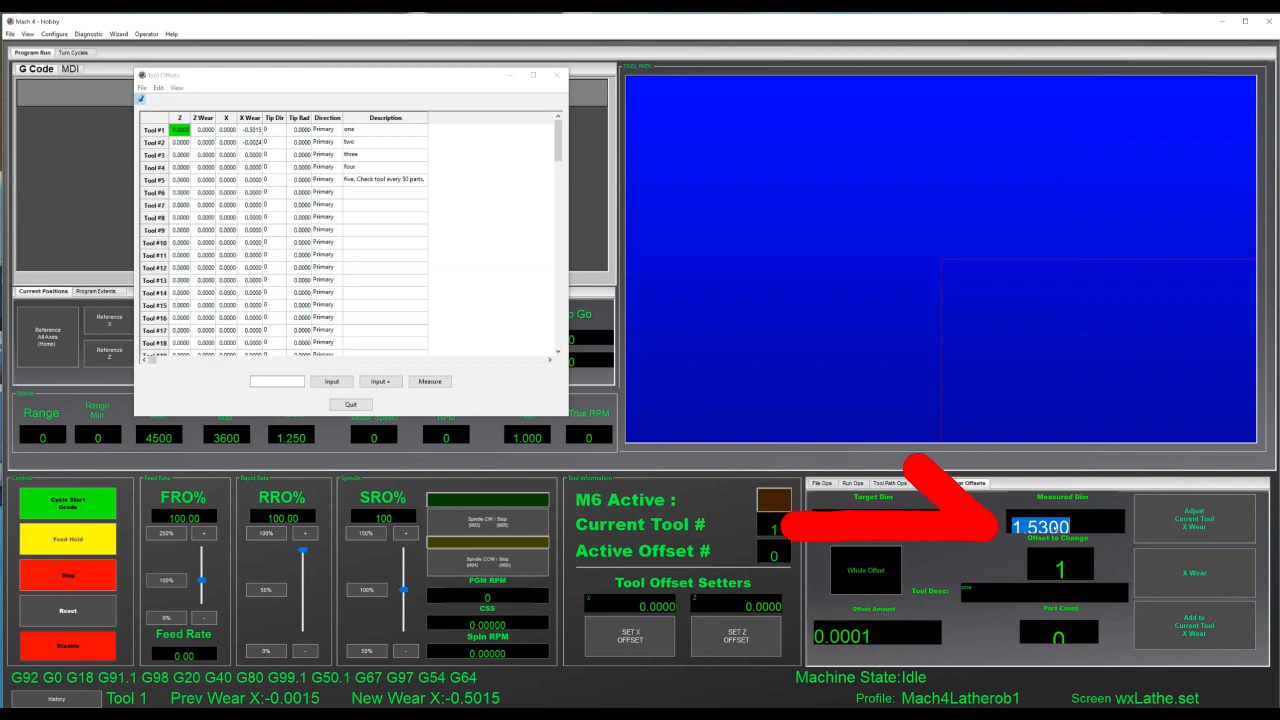 Mach 4 - Hobby
File View Configure Diagnostic Wizard Operator Help
Program Run Turn Cycles
G Code MDI
TOOL PATH
Tool Offsets
File Edit View
Z Z Wear X X Wear Tip Dir Tip Rad Direction Description
Tool #1 0.0000 0.0000 0.0000 -0.5015 0 0.0000 Primary one
Tool #2 0.0000 0.0000 0.0000 -0.0024 0 0.0000 Primary two
Tool #3 0.0000 0.0000 0.0000 0.0000 0 0.0000 Primary three
Tool #4 0.0000 0.0000 0.0000 0.0000 0 0.0000 Primary four
Tool #5 0.0000 0.0000 0.0000 0.0000 0 0.0000 Primary five. Check tool every 50 parts.
Tool #6 0.0000 0.0000 0.0000 0.0000 0 0.0000 Primary
Tool #7 0.0000 0.0000 0.0000 0.0000 0 0.0000 Primary
Tool #8 0.0000 0.0000 0.0000 0.0000 0 0.0000 Primary
Tool #9 0.0000 0.0000 0.0000 0.0000 0 0.0000 Primary
Tool #10 0.0000 0.0000 0.0000 0.0000 0 0.0000 Primary
Tool #11 0.0000 0.0000 0.0000 0.0000 0 0.0000 Primary
Tool #12 0.0000 0.0000 0.0000 0.0000 0 0.0000 Primary
Tool #13 0.0000 0.0000 0.0000 0.0000 0 0.0000 Primary
Tool #14 0.0000 0.0000 0.0000 0.0000 0 0.0000 Primary
Tool #15 0.0000 0.0000 0.0000 0.0000 0 0.0000 Primary
Tool #16 0.0000 0.0000 0.0000 0.0000 0 0.0000 Primary
Tool #17 0.0000 0.0000 0.0000 0.0000 0 0.0000 Primary
Tool #18 0.0000 0.0000 0.0000 0.0000 0 0.0000 Primary
Input Input + Measure
Quit
Current Positions Program Extents
Reference
All Axes
(Home)
Reference
X
Reference
Z
o Go
0
0
Spindle
Range Range
Min
RPM True RPM
0 0 4500 3600 1.250 0 0 1.000 0
Control
Cycle Start
Gcode
Feed Hold
Stop
Reset
Disable
Feed Rate
FRO%
100.00
250% +
100%
0% -
Feed Rate
0.00
Rapid Rate
RRO%
100.00
100% +
50%
0% -
Spindle
SRO%
100
150% +
100%
50% -
Spindle CW / Stop
(M03) (M05)
Spindle CCW / Stop
(M04) (M05)
PGM RPM
0
CSS
0.00000
Spin RPM
0.00000
Tool Information
M6 Active :
Current Tool # 1
Active Offset # 0
Tool Offset Setters
X 0.0000 Z 0.0000
SET X
OFFSET
SET Z
OFFSET
File Ops Run Ops Tool Path Ops Offsets
Target Dim Measured Dim
1.5300
Adjust
Current Tool
X Wear
Offset to Change
1
Whole Offset
X Wear
Tool Desc: one
Offset Amount Part Count
0.0001 0
Add to
Current Tool
X Wear
G92 G0 G18 G91.1 G98 G20 G40 G80 G99.1 G50.1 G67 G97 G54 G64
Machine State:Idle
History Tool 1 Prev Wear X:-0.0015 New Wear X:-0.5015
Profile: Mach4Latherob1 Screen wxLathe.set